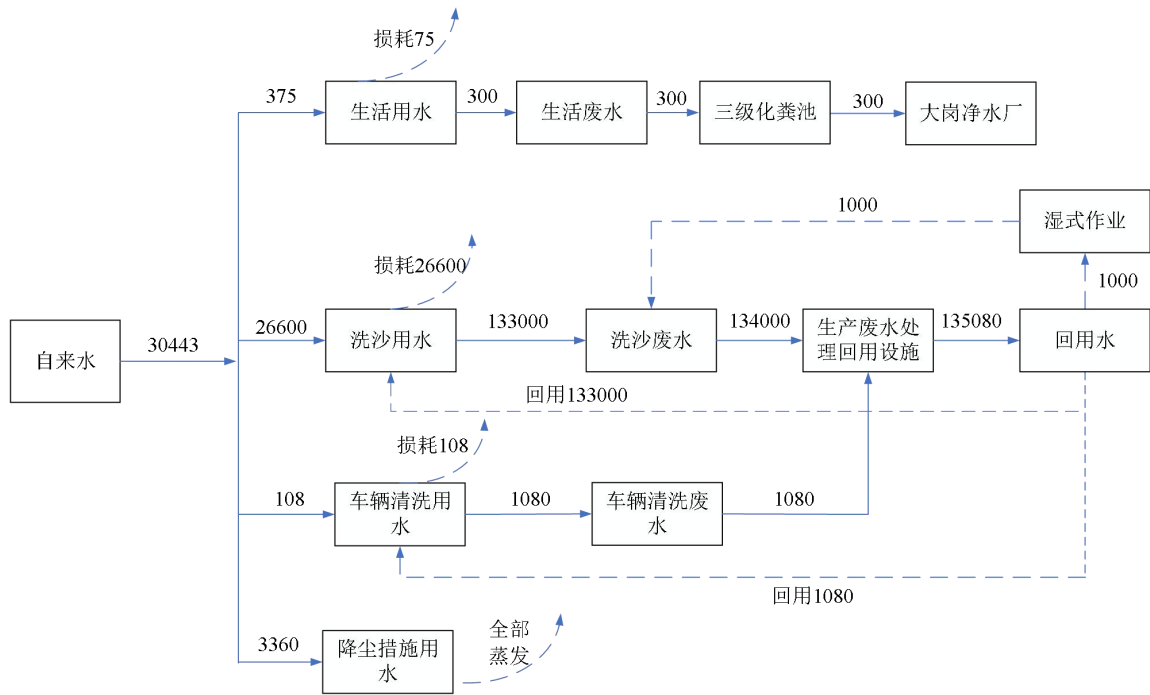 损耗75
375
生活用水
300
生活废水
300
三级化粪池
300
大岗净水厂
1000
湿式作业
损耗26600
1000
自来水
30443
26600
洗沙用水
133000
洗沙废水
134000
生产废水处
理回用设施
135080
回用水
回用133000
损耗108
108
车辆清洗用
水
1080
车辆清洗废
水
1080
回用1080
3360
降尘措施用
水
全部
蒸发